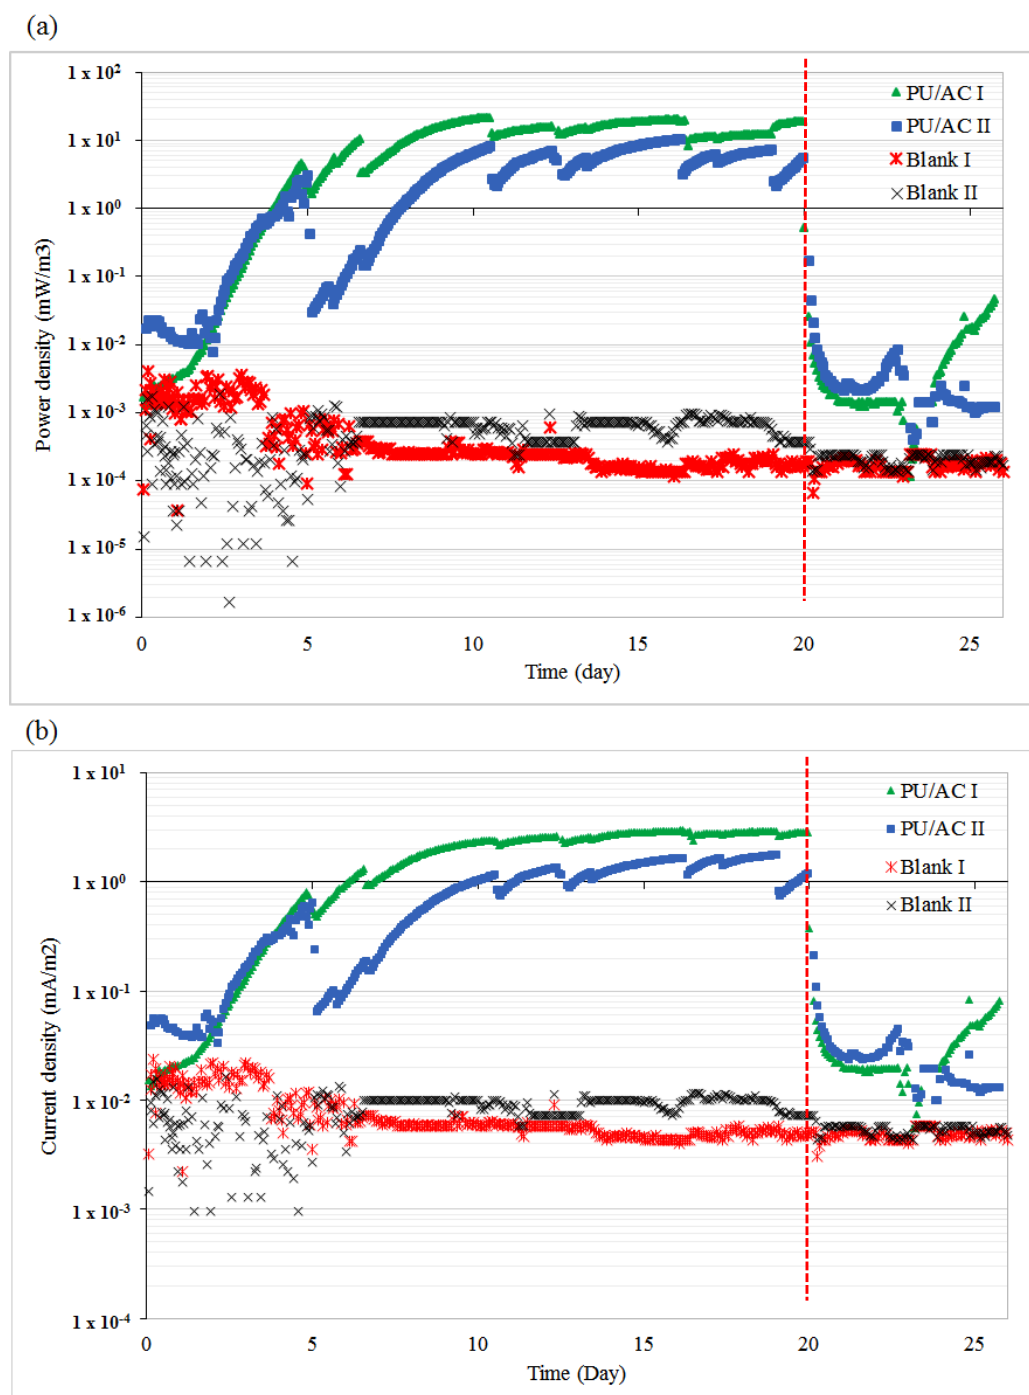 (a)
1 x 10²
1 x 10¹
1 x 10⁰
1 x 10⁻¹
1 x 10⁻²
1 x 10⁻³
1 x 10⁻⁴
1 x 10⁻⁵
1 x 10⁻⁶
Power density (mW/m3)
PU/AC I
PU/AC II
Blank I
Blank II
0 5 10 15 20 25
Time (day)
(b)
1 x 10¹
1 x 10⁰
1 x 10⁻¹
1 x 10⁻²
1 x 10⁻³
1 x 10⁻⁴
Current density (mA/m2)
PU/AC I
PU/AC II
Blank I
Blank II
0 5 10 15 20 25
Time (Day)